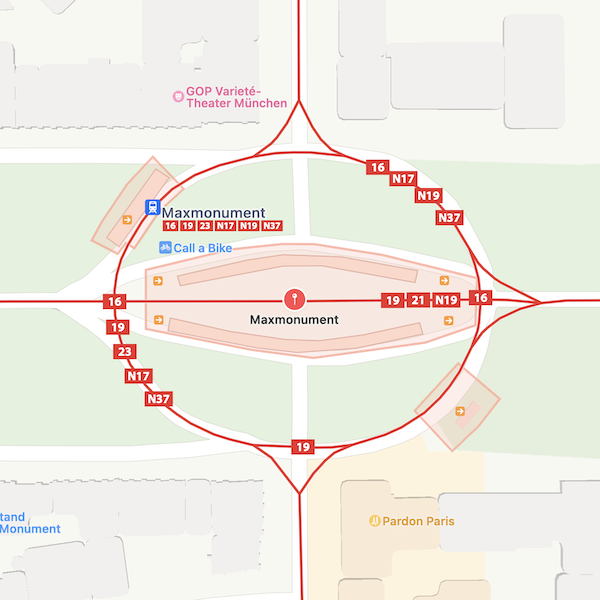 GOP Varieté-
Theater München
16
N17
N19
N37
Maxmonument
16 19 23 N17 N19 N37
Call a Bike
16
19 21 N19 16
Maxmonument
19
23
N17
N37
19
tand
Monument
Pardon Paris